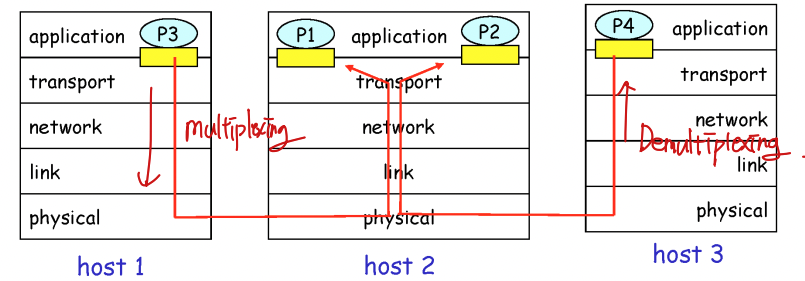 application P3
transport
network
link
physical
host 1
multiplexing
P1 application P2
transport
network
link
physical
host 2
P4 application
transport
network
Demultiplexing
link
physical
host 3